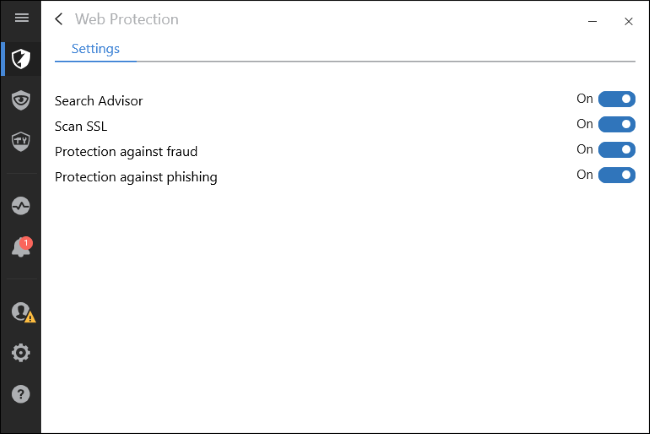 Web Protection
Settings
Search Advisor On
Scan SSL On
Protection against fraud On
Protection against phishing On
1